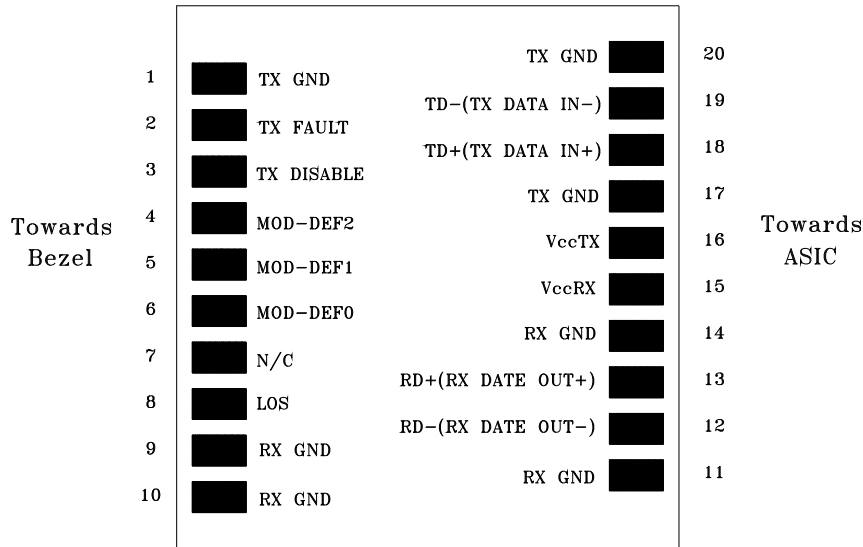 Towards
Bezel
1 TX GND
2 TX FAULT
3 TX DISABLE
4 MOD-DEF2
5 MOD-DEF1
6 MOD-DEF0
7 N/C
8 LOS
9 RX GND
10 RX GND
TX GND 20
TD-(TX DATA IN-) 19
TD+(TX DATA IN+) 18
TX GND 17
VccTX 16
VccRX 15
RX GND 14
RD+(RX DATE OUT+) 13
RD-(RX DATE OUT-) 12
RX GND 11
Towards
ASIC